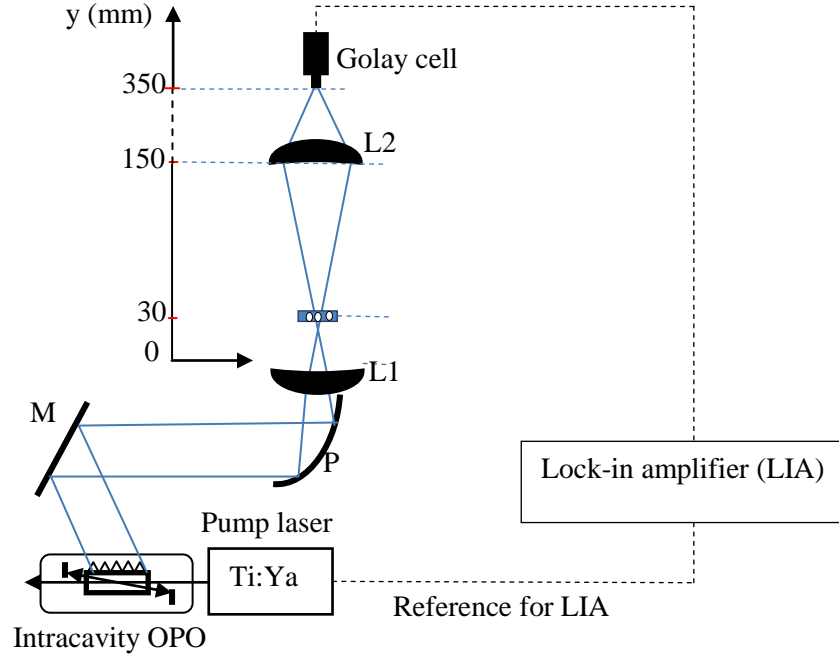 y (mm)
Golay cell
350
L2
150
30
0
L1
M
P
Lock-in amplifier (LIA)
Pump laser
Ti:Ya
Reference for LIA
Intracavity OPO